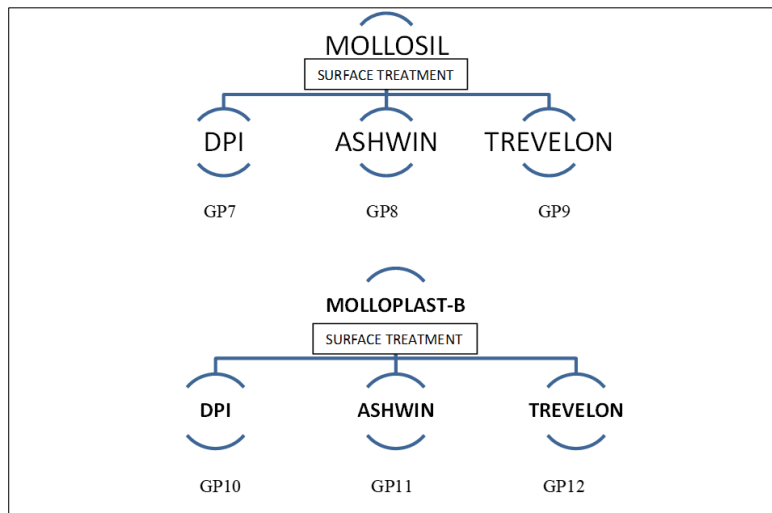 MOLLOSIL
SURFACE TREATMENT
DPI ASHWIN TREVELON
GP7 GP8 GP9
MOLLOPLAST-B
SURFACE TREATMENT
DPI ASHWIN TREVELON
GP10 GP11 GP12